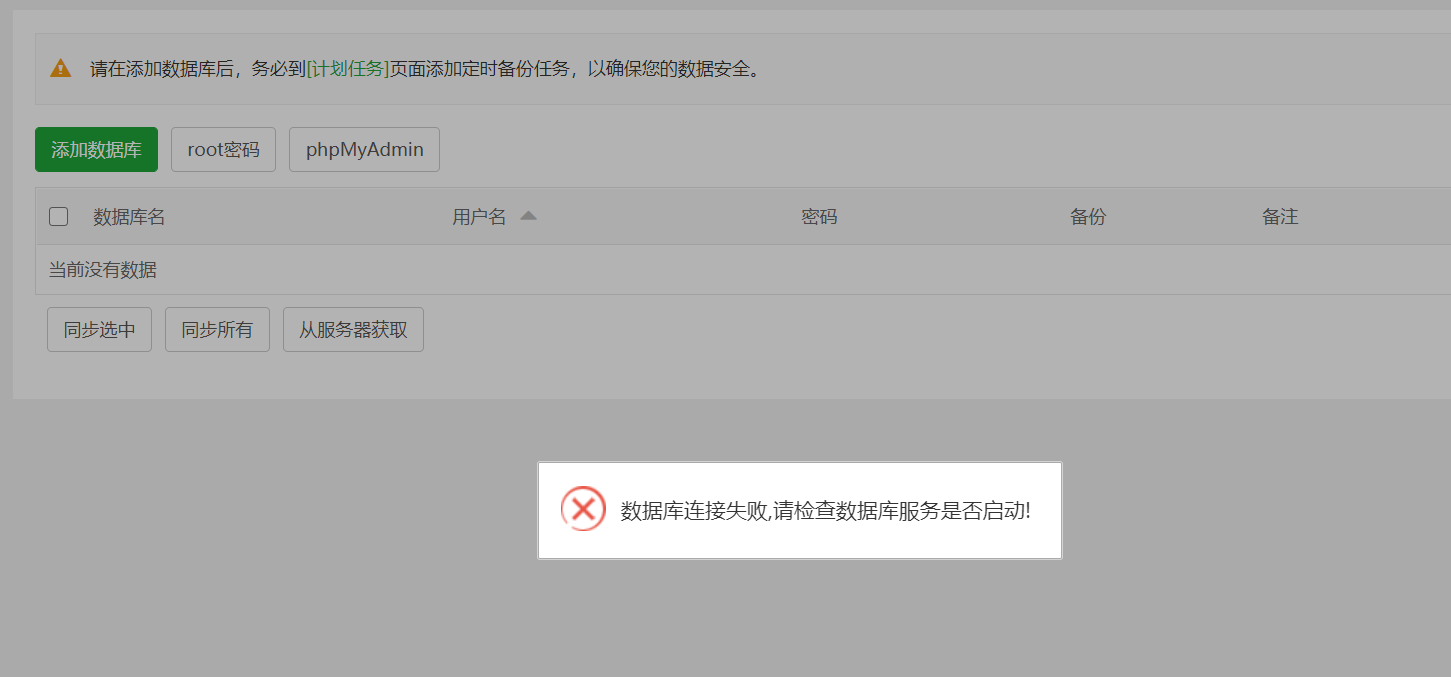 请在添加数据库后，务必到[计划任务]页面添加定时备份任务，以确保您的数据安全。
添加数据库 root密码 phpMyAdmin
数据库名 用户名 密码 备份 备注
当前没有数据
同步选中 同步所有 从服务器获取
数据库连接失败,请检查数据库服务是否启动!